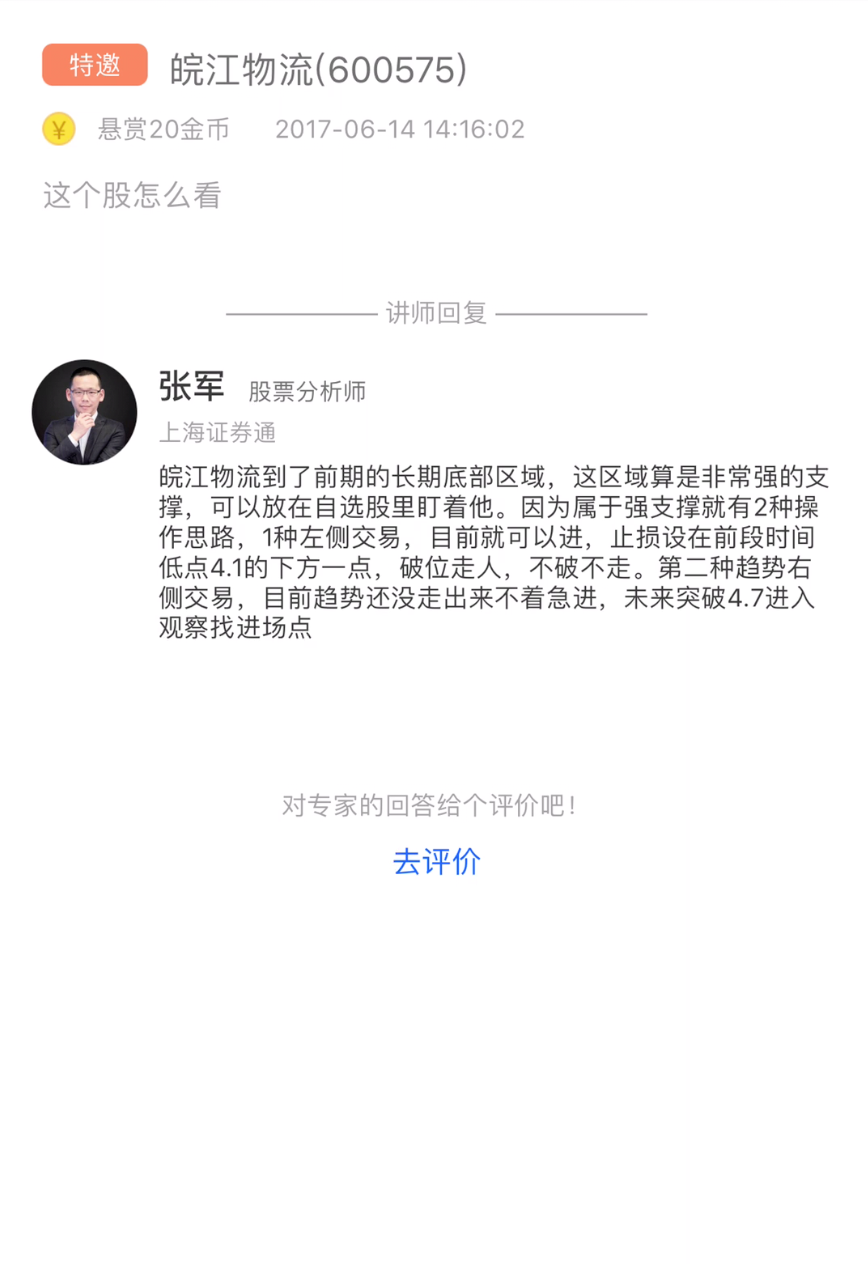 特邀 皖江物流(600575)
¥ 悬赏20金币 2017-06-14 14:16:02
这个股怎么看
讲师回复
张军 股票分析师
上海证券通
皖江物流到了前期的长期底部区域，这区域算是非常强的支
撑，可以放在自选股里盯着他。因为属于强支撑就有2种操
作思路，1种左侧交易，目前就可以进，止损设在前段时间
低点4.1的下方一点，破位走人，不破不走。第二种趋势右
侧交易，目前趋势还没走出来不着急进，未来突破4.7进入
观察找进场点
对专家的回答给个评价吧！
去评价